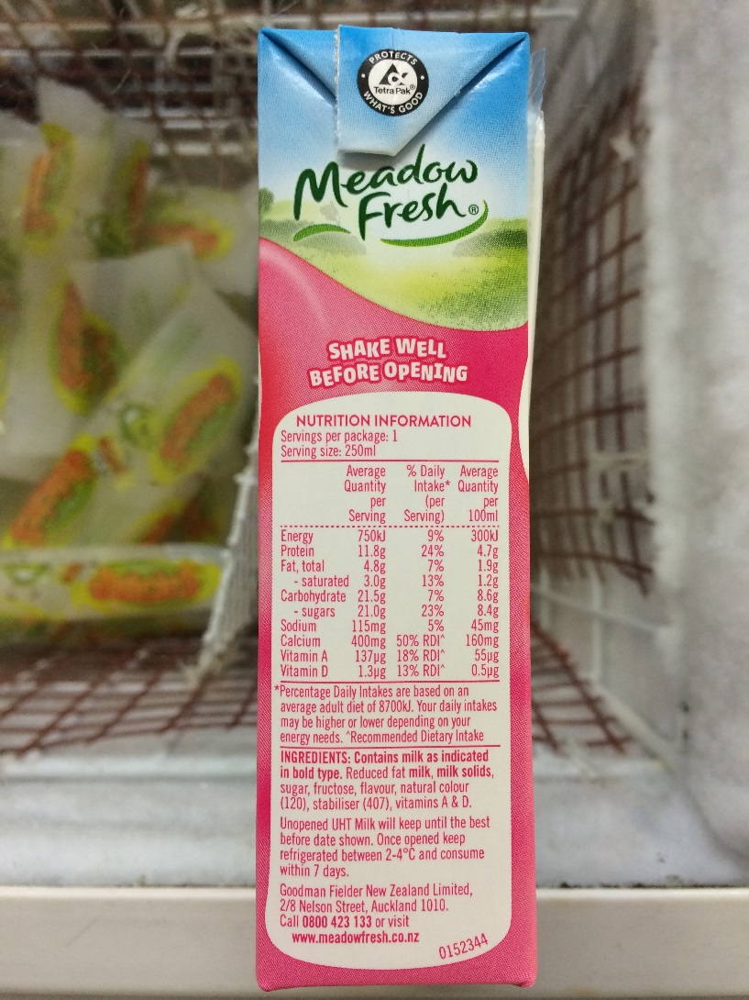 PROTECTS
Tetra Pak®
WHAT'S GOOD
Meadow
Fresh®
SHAKE WELL
BEFORE OPENING
NUTRITION INFORMATION
Servings per package: 1
Serving size: 250ml
Average % Daily Average
Quantity Intake* Quantity
per (per per
Serving Serving) 100ml
Energy 750kJ 9% 300kJ
Protein 11.8g 24% 4.7g
Fat, total 4.8g 7% 1.9g
- saturated 3.0g 13% 1.2g
Carbohydrate 21.5g 7% 8.6g
- sugars 21.0g 23% 8.4g
Sodium 115mg 5% 45mg
Calcium 400mg 50% RDI^ 160mg
Vitamin A 137µg 18% RDI^ 55µg
Vitamin D 1.3µg 13% RDI^ 0.5µg
*Percentage Daily Intakes are based on an
average adult diet of 8700kJ. Your daily intakes
may be higher or lower depending on your
energy needs. ^Recommended Dietary Intake
INGREDIENTS: Contains milk as indicated
in bold type. Reduced fat milk, milk solids,
sugar, fructose, flavour, natural colour
(120), stabiliser (407), vitamins A & D.
Unopened UHT Milk will keep until the best
before date shown. Once opened keep
refrigerated between 2-4°C and consume
within 7 days.
Goodman Fielder New Zealand Limited,
2/8 Nelson Street, Auckland 1010.
Call 0800 423 133 or visit
www.meadowfresh.co.nz
0152344